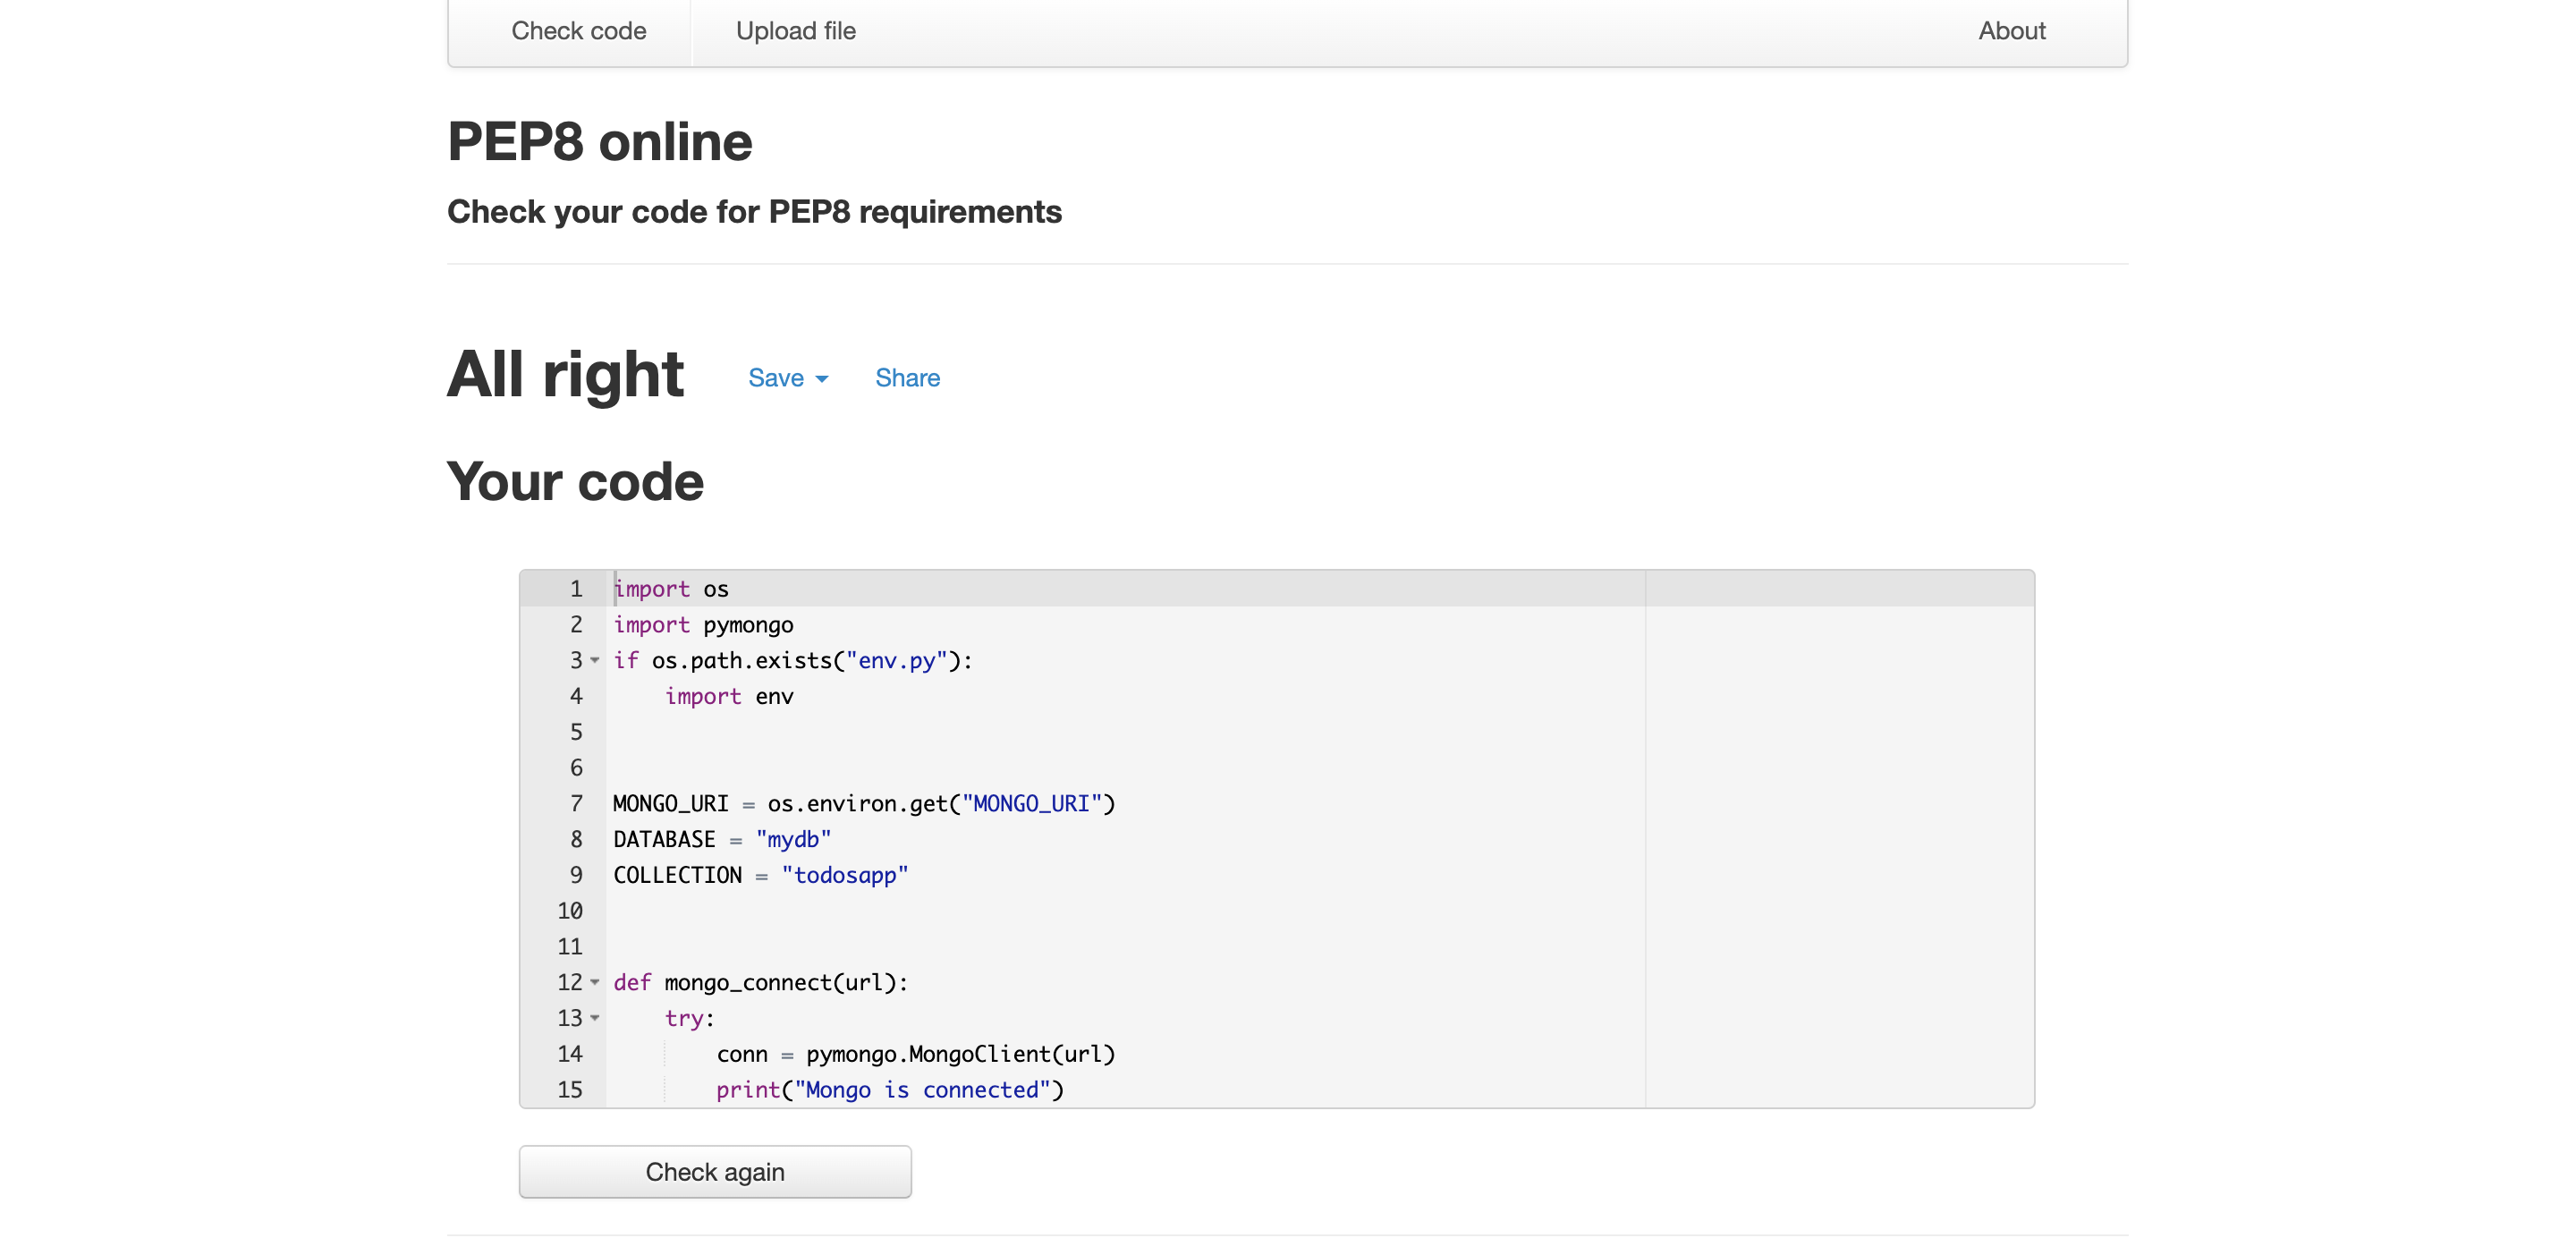 Check code Upload file About
PEP8 online
Check your code for PEP8 requirements
All right Save Share
Your code
1 import os
2 import pymongo
3 if os.path.exists("env.py"):
4     import env
5
6
7 MONGO_URI = os.environ.get("MONGO_URI")
8 DATABASE = "mydb"
9 COLLECTION = "todosapp"
10
11
12 def mongo_connect(url):
13     try:
14         conn = pymongo.MongoClient(url)
15         print("Mongo is connected")
Check again